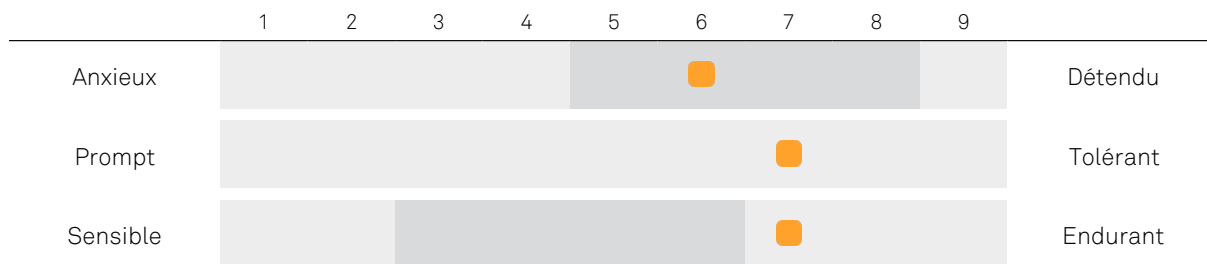 1 2 3 4 5 6 7 8 9
Anxieux Détendu
Prompt Tolérant
Sensible Endurant